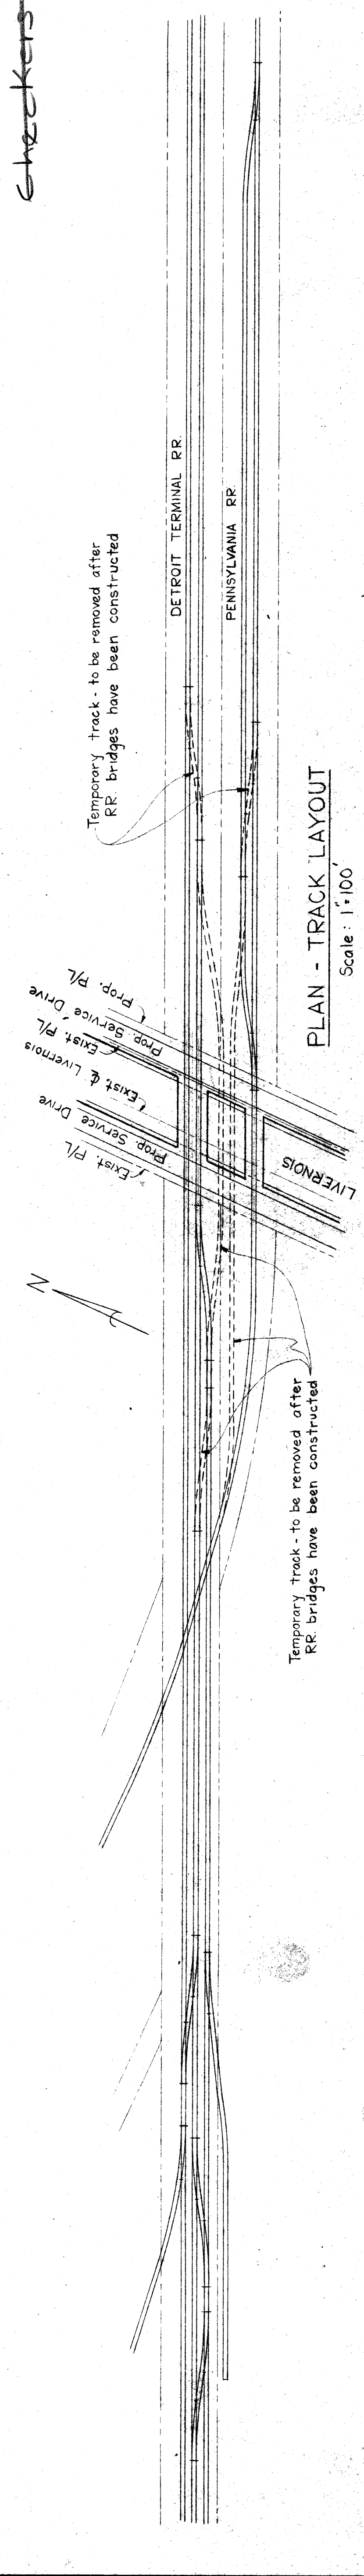 Checkers
Temporary track - to be removed after
RR. bridges have been constructed
DETROIT TERMINAL RR.
PENNSYLVANIA RR.
PLAN - TRACK LAYOUT
Scale: 1"=100'
Prop. P/L
Prop. Service Drive
Exist. P/L
Exist. ℄ Livernois
Prop. Service Drive
Exist. P/L
LIVERNOIS
N
Temporary track - to be removed after
RR. bridges have been constructed